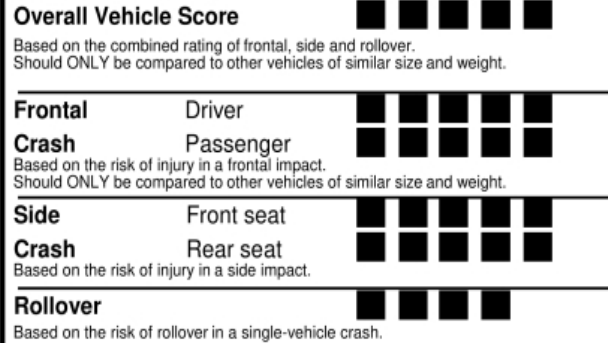 Overall Vehicle Score ■ ■ ■ ■ ■
Based on the combined rating of frontal, side and rollover.
Should ONLY be compared to other vehicles of similar size and weight.
Frontal Driver ■ ■ ■ ■ ■
Crash Passenger ■ ■ ■ ■ ■
Based on the risk of injury in a frontal impact.
Should ONLY be compared to other vehicles of similar size and weight.
Side Front seat ■ ■ ■ ■ ■
Crash Rear seat ■ ■ ■ ■ ■
Based on the risk of injury in a side impact.
Rollover ■ ■ ■ ■
Based on the risk of rollover in a single-vehicle crash.